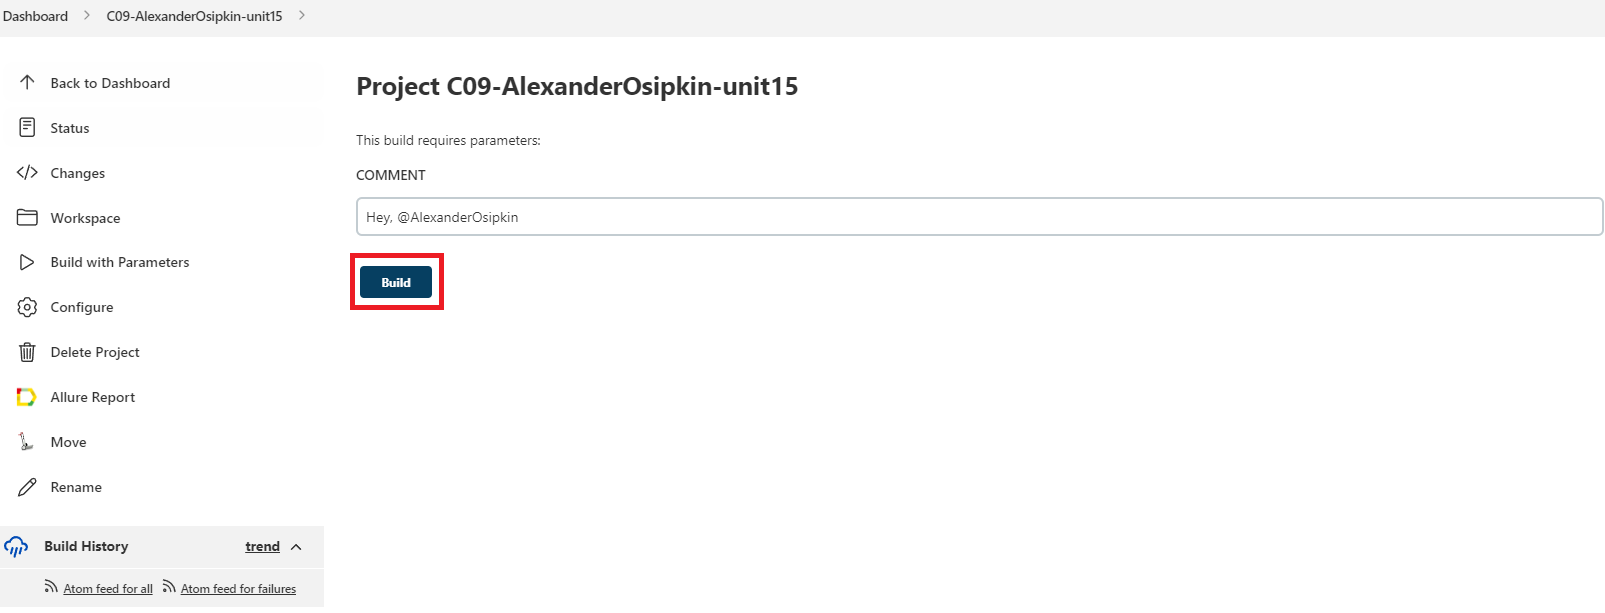 Dashboard > C09-AlexanderOsipkin-unit15 >
Back to Dashboard
Status
Changes
Workspace
Build with Parameters
Configure
Delete Project
Allure Report
Move
Rename
Build History trend
Atom feed for all Atom feed for failures
Project C09-AlexanderOsipkin-unit15
This build requires parameters:
COMMENT
Hey, @AlexanderOsipkin
Build